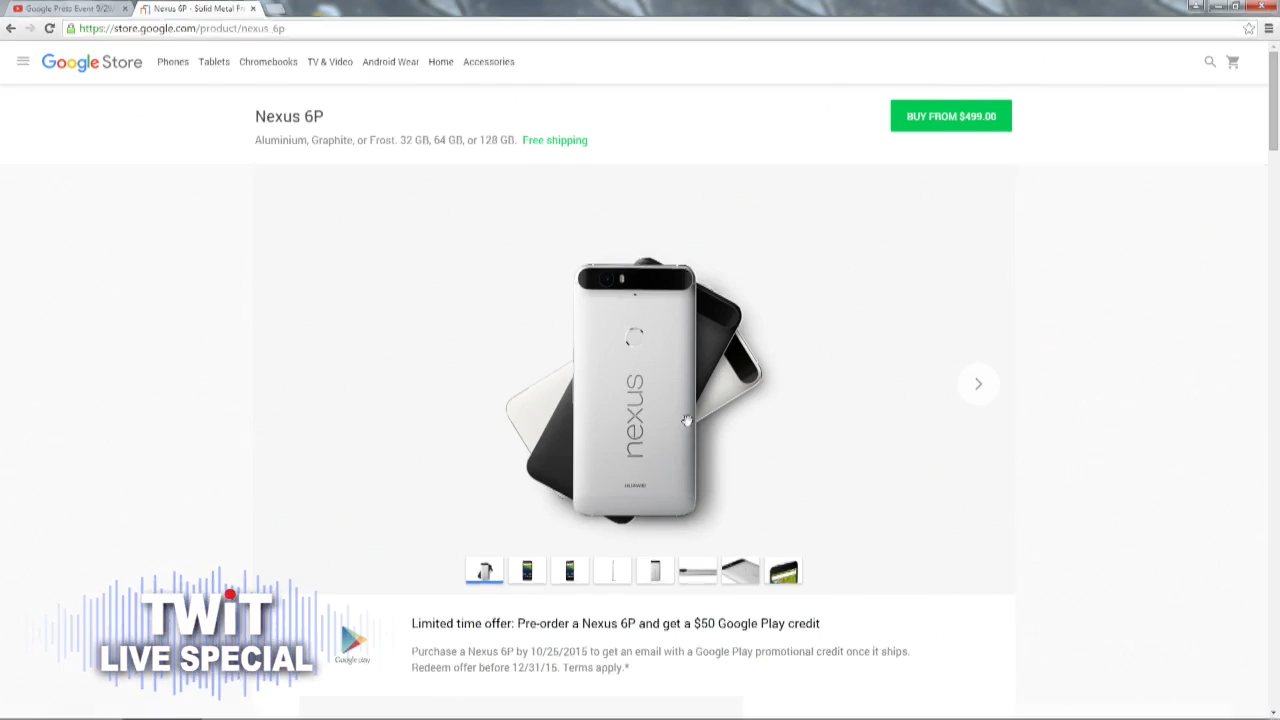 Google Press Event 9/29/
Nexus 6P - Solid Metal Fr
https://store.google.com/product/nexus_6p
Google Store
Phones Tablets Chromebooks TV & Video Android Wear Home Accessories
Nexus 6P
BUY FROM $499.00
Aluminium, Graphite, or Frost. 32 GB, 64 GB, or 128 GB. Free shipping
nexus
HUAWEI
Limited time offer: Pre-order a Nexus 6P and get a $50 Google Play credit
Purchase a Nexus 6P by 10/25/2015 to get an email with a Google Play promotional credit once it ships.
Redeem offer before 12/31/15. Terms apply.*
Google play
TWiT
LIVE SPECIAL